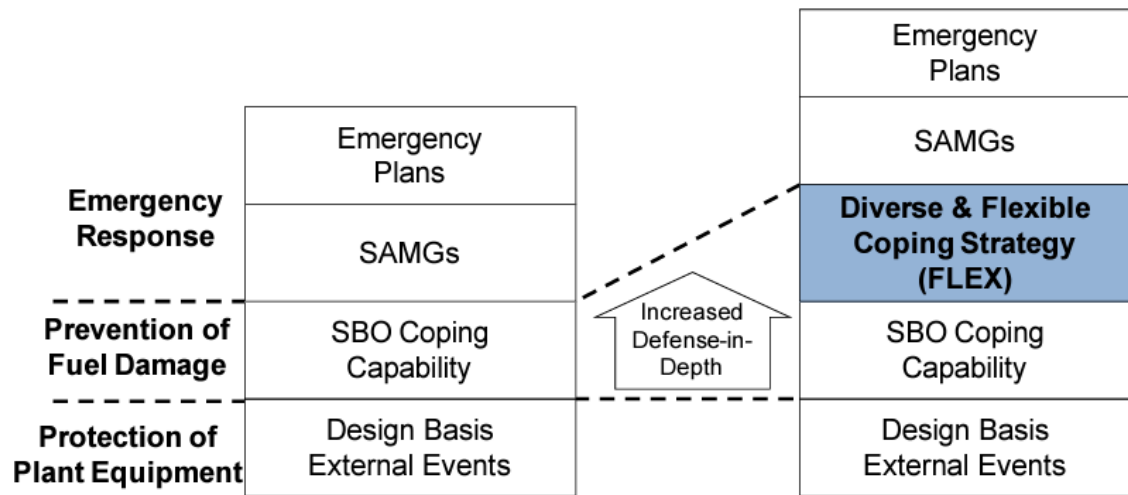 Emergency
Response
Prevention of
Fuel Damage
Protection of
Plant Equipment
Emergency
Plans
SAMGs
SBO Coping
Capability
Design Basis
External Events
Increased
Defense-in-
Depth
Emergency
Plans
SAMGs
Diverse & Flexible
Coping Strategy
(FLEX)
SBO Coping
Capability
Design Basis
External Events